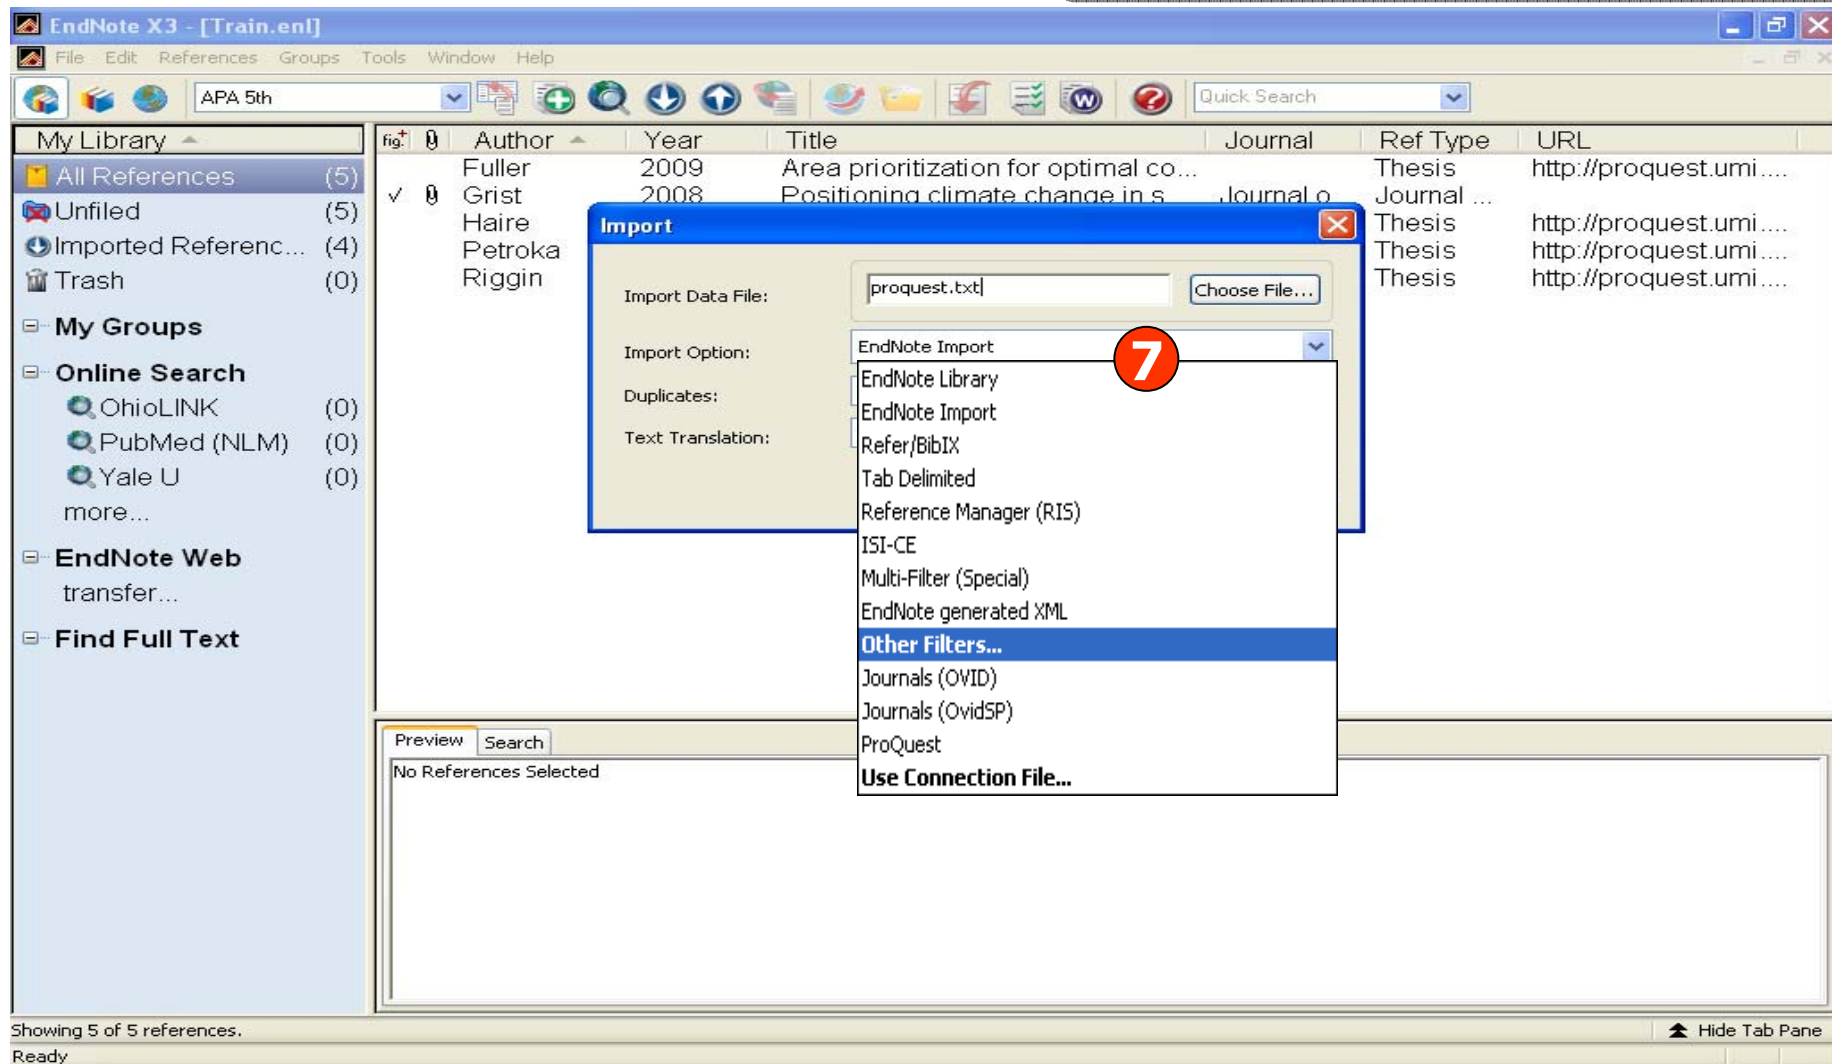 EndNote X3 - [Train.enl]
File Edit References Groups Tools Window Help
APA 5th
Quick Search
My Library
fig. Author Year Title Journal Ref Type URL
All References (5)
Unfiled (5)
Imported Referenc... (4)
Trash (0)
My Groups
Online Search
OhioLINK (0)
PubMed (NLM) (0)
Yale U (0)
more...
EndNote Web
transfer...
Find Full Text
Fuller 2009 Area prioritization for optimal co... Thesis http://proquest.umi....
Grist 2008 Positioning climate change in s Journal o Journal ...
Haire Thesis http://proquest.umi....
Petroka Thesis http://proquest.umi....
Riggin Thesis http://proquest.umi....
Import
Import Data File: proquest.txt Choose File...
Import Option: EndNote Import
7
Duplicates:
Text Translation:
EndNote Library
EndNote Import
Refer/BibIX
Tab Delimited
Reference Manager (RIS)
ISI-CE
Multi-Filter (Special)
EndNote generated XML
Other Filters...
Journals (OVID)
Journals (OvidSP)
ProQuest
Use Connection File...
Preview Search
No References Selected
Showing 5 of 5 references.
Hide Tab Pane
Ready